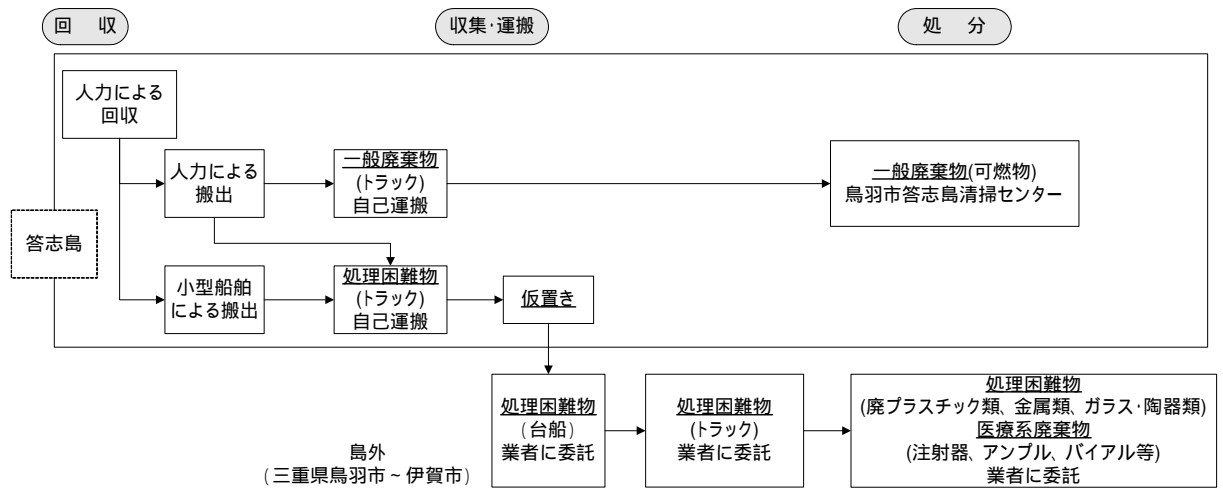 回　収
収集・運搬
処　分
人力による
回収
人力による
搬出
一般廃棄物
(トラック)
自己運搬
一般廃棄物(可燃物)
鳥羽市答志島清掃センター
答志島
小型船舶
による搬出
処理困難物
(トラック)
自己運搬
仮置き
処理困難物
(台船)
業者に委託
処理困難物
(トラック)
業者に委託
処理困難物
(廃プラスチック類、金属類、ガラス・陶器類)
医療系廃棄物
(注射器、アンプル、バイアル等)
業者に委託
島外
(三重県鳥羽市～伊賀市)